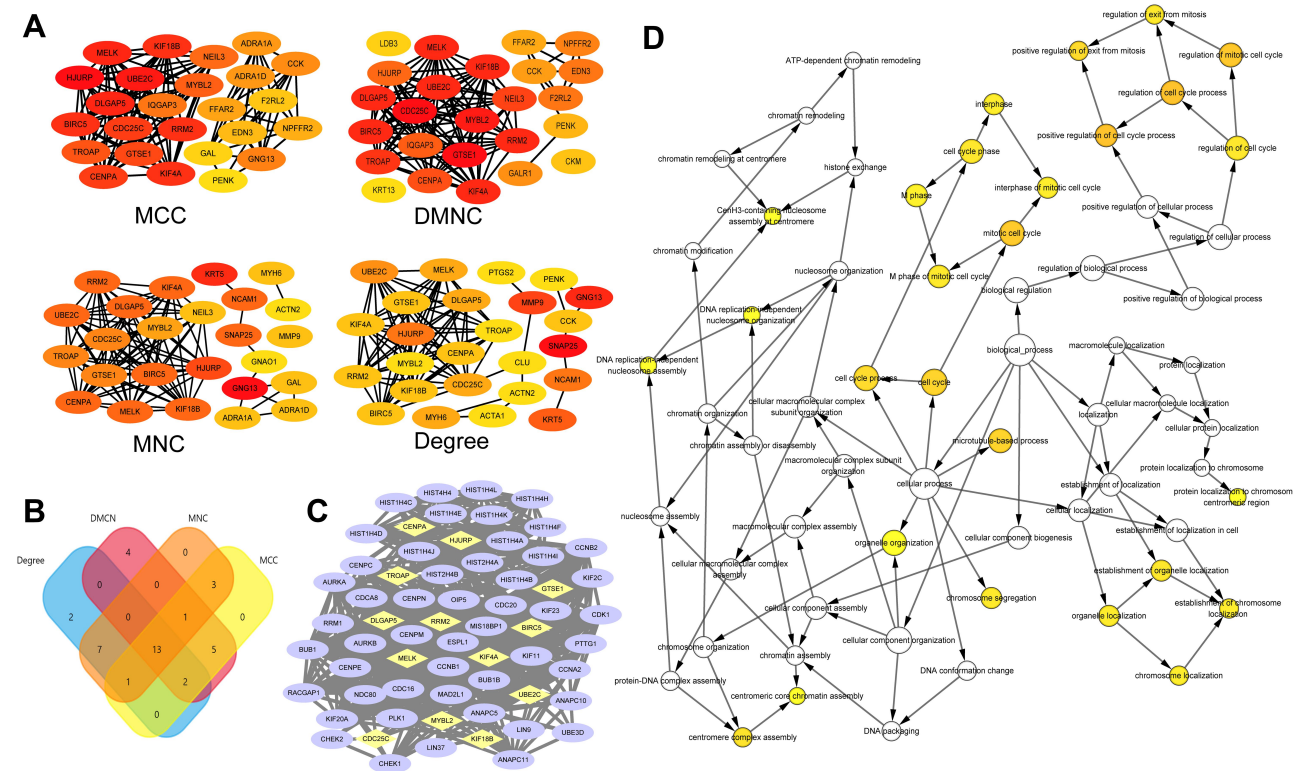 A
MELK
KIF18B
NEIL3
ADRA1A
CCK
HJURP
UBE2C
MYBL2
ADRA1D
DLGAP5
IQGAP3
FFAR2
F2RL2
BIRC5
CDC25C
RRM2
EDN3
NPFFR2
TROAP
GTSE1
GAL
GNG13
CENPA
KIF4A
PENK
MCC
LDB3
MELK
FFAR2
NPFFR2
HJURP
KIF18B
CCK
EDN3
UBE2C
DLGAP5
CDC25C
NEIL3
F2RL2
BIRC5
MYBL2
PENK
IQGAP3
RRM2
TROAP
GTSE1
CKM
KRT13
CENPA
KIF4A
GALR1
DMNC
RRM2
KIF4A
KRT5
MYH6
UBE2C
DLGAP5
NEIL3
NCAM1
ACTN2
MYBL2
CDC25C
SNAP25
MMP9
TROAP
HJURP
GNAO1
GTSE1
BIRC5
GNG13
GAL
CENPA
MELK
KIF18B
ADRA1A
ADRA1D
MNC
UBE2C
MELK
PTGS2
PENK
GTSE1
DLGAP5
MMP9
GNG13
KIF4A
HJURP
TROAP
CCK
CENPA
SNAP25
MYBL2
CLU
RRM2
KIF18B
CDC25C
ACTN2
NCAM1
BIRC5
MYH6
ACTA1
KRT5
Degree
B
DMCN
MNC
Degree
MCC
4
0
0
0
3
2
0
1
0
7
13
5
1
2
0
C
HIST1H4L
HIST4H4
HIST1H4C
HIST1H4H
HIST1H4E
HIST1H4K
CENPA
HIST1H4F
HIST1H4D
HJURP
HIST1H4A
CCNB2
HIST1H4J
HIST1H4I
CENPC
HIST2H4A
TROAP
HIST2H4B
HIST1H4B
KIF2C
AURKA
GTSE1
CDCA8
CENPN
OIP5
CDC20
KIF23
CDK1
RRM1
DLGAP5
RRM2
MIS18BP1
BIRC5
CENPM
ESPL1
PTTG1
BUB1
AURKB
MELK
KIF4A
KIF11
CENPE
CCNB1
CCNA2
BUB1B
RACGAP1
NDC80
CDC16
MAD2L1
UBE2C
ANAPC10
KIF20A
PLK1
MYBL2
ANAPC5
LIN9
UBE3D
CHEK2
CDC25C
LIN37
KIF18B
CHEK1
ANAPC11
D
regulation of exit from mitosis
positive regulation of exit from mitosis
regulation of mitotic cell cycle
ATP-dependent chromatin remodeling
regulation of cell cycle process
interphase
chromatin remodeling
positive regulation of cell cycle process
regulation of cell cycle
cell cycle phase
chromatin remodeling at centromere
histone exchange
M phase
interphase of mitotic cell cycle
CenH3-containing nucleosome
assembly at centromere
positive regulation of cellular process
mitotic cell cycle
regulation of cellular process
chromatin modification
nucleosome organization
M phase of mitotic cell cycle
regulation of biological process
biological regulation
positive regulation of biological process
DNA replication-independent
nucleosome organization
biological_process
macromolecule localization
DNA replication-independent
nucleosome assembly
protein localization
cell cycle process
cell cycle
cellular macromolecular complex
subunit organization
cellular macromolecule localization
chromatin organization
localization
cellular protein localization
chromatin assembly or disassembly
microtubule-based process
macromolecular complex subunit
organization
protein localization to chromosome
cellular process
establishment of localization
protein localization to chromosome,
centromeric region
nucleosome assembly
macromolecular complex assembly
cellular localization
establishment of localization in cell
organelle organization
cellular component biogenesis
cellular macromolecular complex
assembly
establishment of organelle localization
chromosome segregation
cellular component assembly
organelle localization
establishment of chromosome
localization
cellular component organization
chromosome organization
chromatin assembly
DNA conformation change
protein-DNA complex assembly
chromosome localization
centromeric core chromatin assembly
DNA packaging
centromere complex assembly